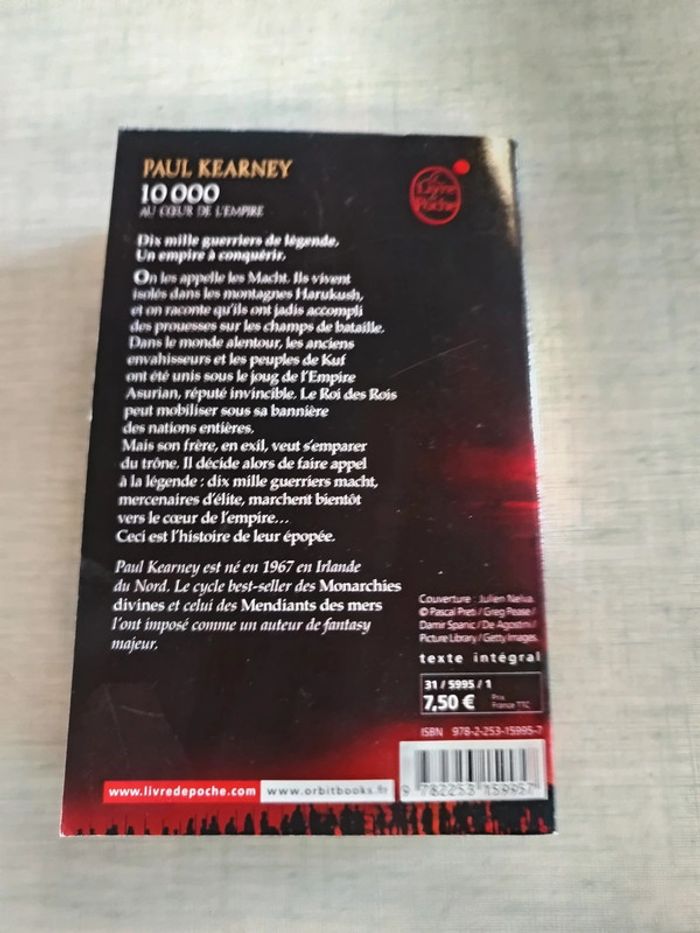 PAUL KEARNEY
10 000
AU CŒUR DE L'EMPIRE
Le
Livre
de
Poche
Dix mille guerriers de légende.
Un empire à conquérir.
On les appelle les Macht. Ils vivent
isolés dans les montagnes Harukush,
et on raconte qu'ils ont jadis accompli
des prouesses sur les champs de bataille.
Dans le monde alentour, les anciens
envahisseurs et les peuples de Kuf
ont été unis sous le joug de l'Empire
Asurian, réputé invincible. Le Roi des Rois
peut mobiliser sous sa bannière
des nations entières.
Mais son frère, en exil, veut s'emparer
du trône. Il décide alors de faire appel
à la légende : dix mille guerriers macht,
mercenaires d'élite, marchent bientôt
vers le cœur de l'empire...
Ceci est l'histoire de leur épopée.
Paul Kearney est né en 1967 en Irlande
du Nord. Le cycle best-seller des Monarchies
divines et celui des Mendiants des mers
l'ont imposé comme un auteur de fantasy
majeur.
Couverture : Julien Neiva.
© Pascal Preti / Greg Pease /
Damir Spanic / De Agostini /
Picture Library / Getty Images.
texte intégral
31 / 5995 / 1
7,50 € Prix
France TTC
ISBN 978-2-253-15995-7
9 782253 159957
www.livredepoche.com www.orbitbooks.fr